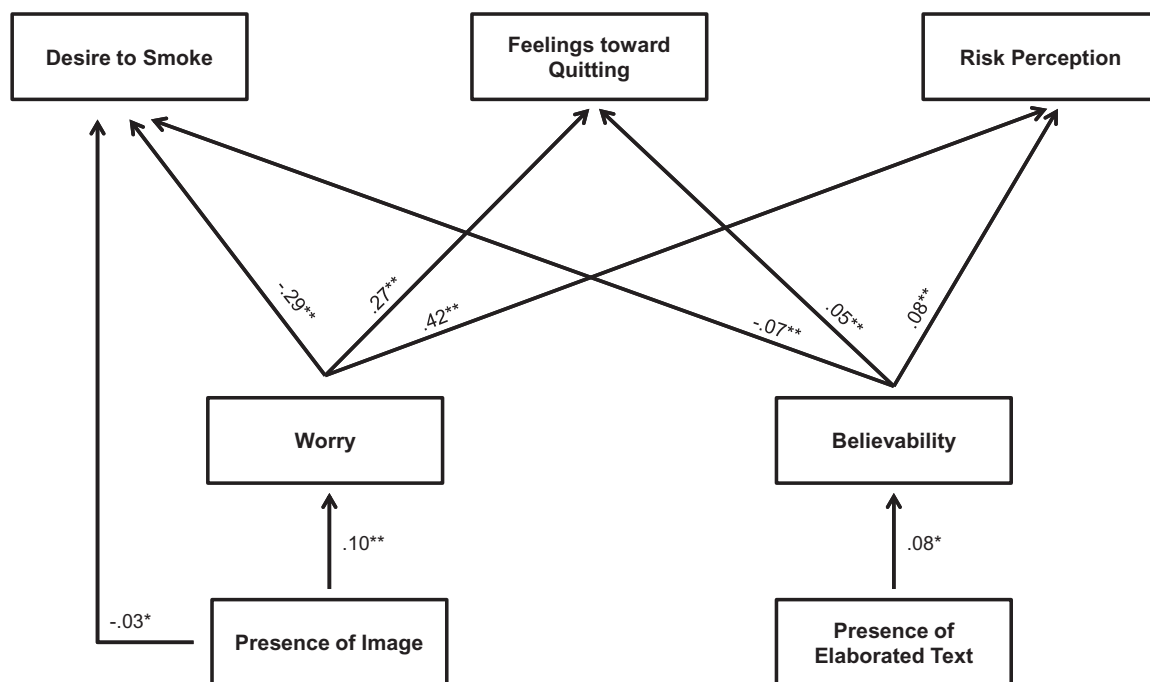 Desire to Smoke
Feelings toward
Quitting
Risk Perception
-.29**
.27**
.42**
-.07**
.05**
.08**
Worry
Believability
.10**
.08*
-.03*
Presence of Image
Presence of
Elaborated Text